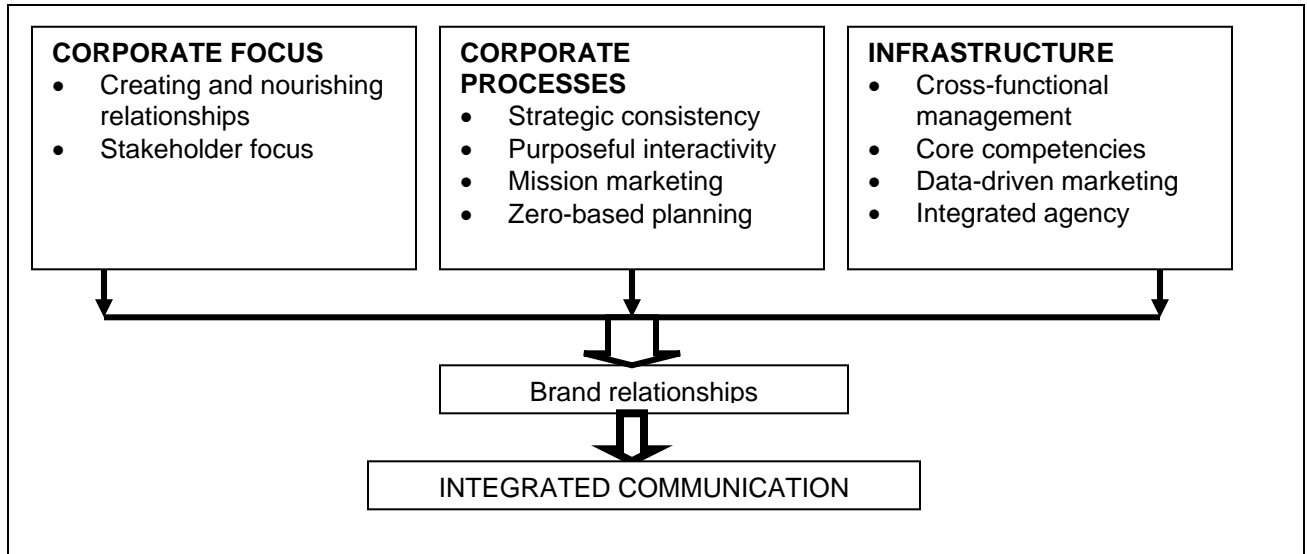 CORPORATE FOCUS
• Creating and nourishing
relationships
• Stakeholder focus
CORPORATE
PROCESSES
• Strategic consistency
• Purposeful interactivity
• Mission marketing
• Zero-based planning
INFRASTRUCTURE
• Cross-functional
management
• Core competencies
• Data-driven marketing
• Integrated agency
Brand relationships
INTEGRATED COMMUNICATION